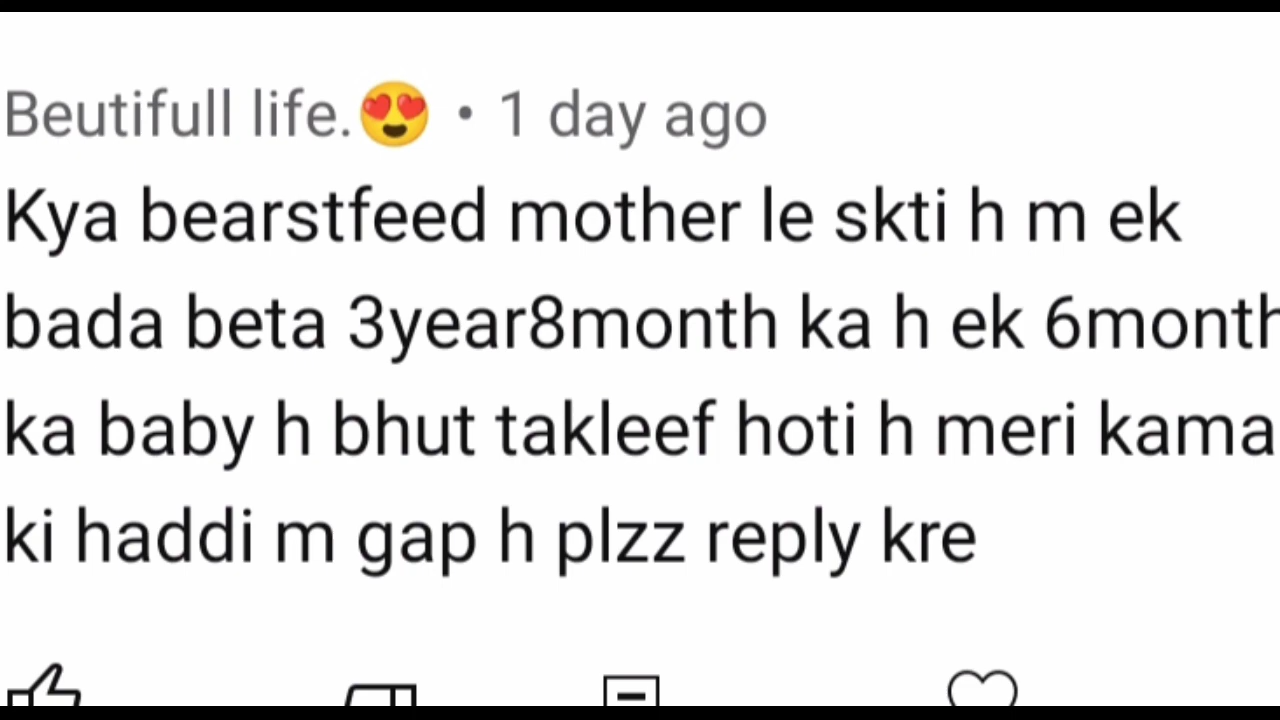 Beutifull life.😍 • 1 day ago
Kya bearstfeed mother le skti h m ek
bada beta 3year8month ka h ek 6month
ka baby h bhut takleef hoti h meri kama
ki haddi m gap h plzz reply kre